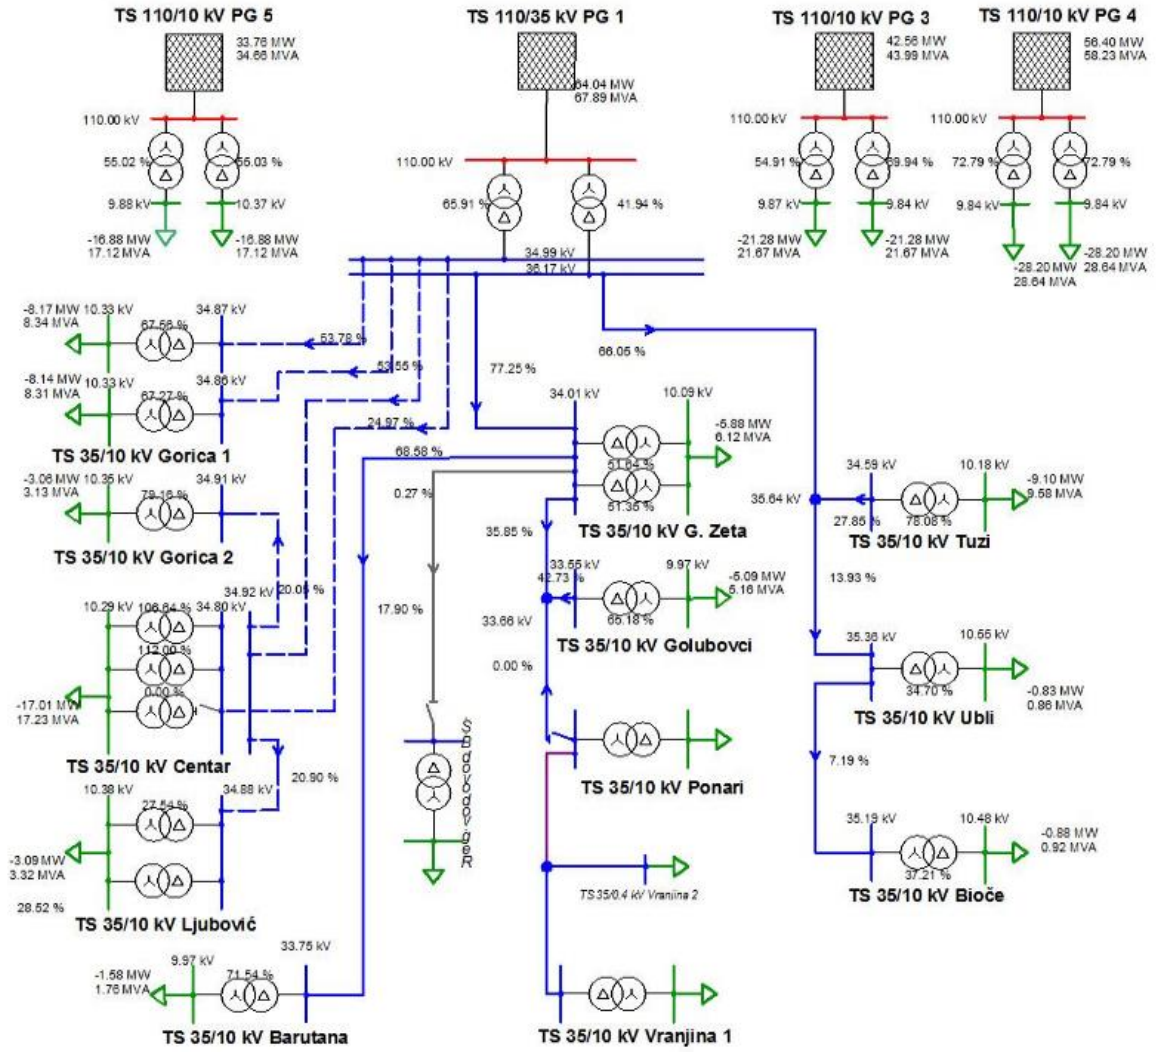 TS 110/10 kV PG 5
TS 110/35 kV PG 1
TS 110/10 kV PG 3
TS 110/10 kV PG 4
33.76 MW
34.66 MVA
64.04 MW
67.89 MVA
42.56 MW
43.99 MVA
56.40 MW
58.23 MVA
110.00 kV
110.00 kV
110.00 kV
110.00 kV
55.02 %
56.03 %
65.91 %
41.94 %
54.91 %
69.94 %
72.79 %
72.79 %
9.88 kV
10.37 kV
9.87 kV
9.84 kV
9.84 kV
9.84 kV
-16.88 MW
17.12 MVA
-16.88 MW
17.12 MVA
-21.28 MW
21.67 MVA
-21.28 MW
21.67 MVA
-28.20 MW
28.64 MVA
-28.20 MW
28.64 MVA
34.99 kV
36.17 kV
-8.17 MW
8.34 MVA
10.33 kV
67.56 %
34.87 kV
53.78 %
-8.14 MW
8.31 MVA
10.33 kV
67.27 %
34.86 kV
53.55 %
TS 35/10 kV Gorica 1
24.97 %
68.58 %
77.25 %
66.05 %
-3.06 MW
3.13 MVA
10.35 kV
79.16 %
34.91 kV
TS 35/10 kV Gorica 2
0.27 %
34.01 kV
10.09 kV
51.64 %
51.35 %
-5.88 MW
6.12 MVA
TS 35/10 kV G. Zeta
35.64 kV
34.59 kV
10.18 kV
27.85 %
78.08 %
-9.10 MW
9.58 MVA
TS 35/10 kV Tuzi
35.85 %
33.55 kV
42.73 %
9.97 kV
65.18 %
-5.09 MW
5.16 MVA
33.66 kV
TS 35/10 kV Golubovci
0.00 %
13.93 %
10.29 kV
106.64 %
34.80 kV
34.92 kV
20.05 %
112.00 %
0.00 %
-17.01 MW
17.23 MVA
TS 35/10 kV Centar
17.90 %
35.36 kV
10.55 kV
34.70 %
-0.83 MW
0.86 MVA
TS 35/10 kV Ubli
TS 35/10 kV Ponari
7.19 %
10.38 kV
27.54 %
34.88 kV
20.90 %
-3.09 MW
3.32 MVA
28.52 %
TS 35/10 kV Ljubović
TS 35/0.4 kV Vranjina 2
35.19 kV
10.48 kV
37.21 %
-0.88 MW
0.92 MVA
TS 35/10 kV Bioče
9.97 kV
71.54 %
33.75 kV
-1.58 MW
1.76 MVA
TS 35/10 kV Barutana
TS 35/10 kV Vranjina 1